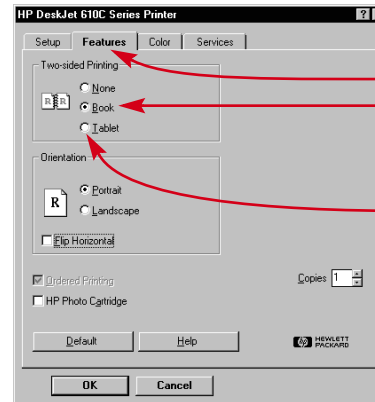 HP DeskJet 610C Series Printer ?
Setup Features Color Services
Two-sided Printing
None
R R Book
Tablet
Orientation
Portrait
R
Landscape
Flip Horizontal
Ordered Printing Copies 1
HP Photo Cartridge
Default Help hp HEWLETT
PACKARD
OK Cancel